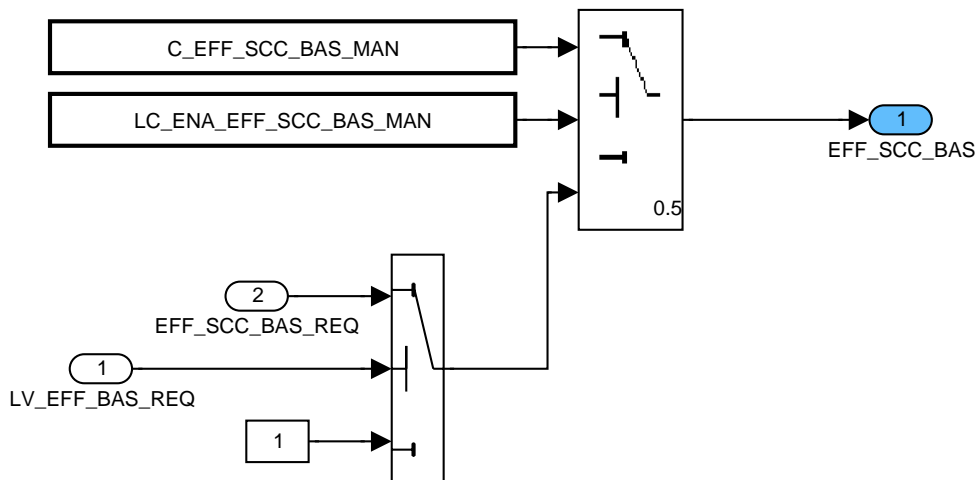 C_EFF_SCC_BAS_MAN
LC_ENA_EFF_SCC_BAS_MAN
1
EFF_SCC_BAS
0.5
2
EFF_SCC_BAS_REQ
1
LV_EFF_BAS_REQ
1